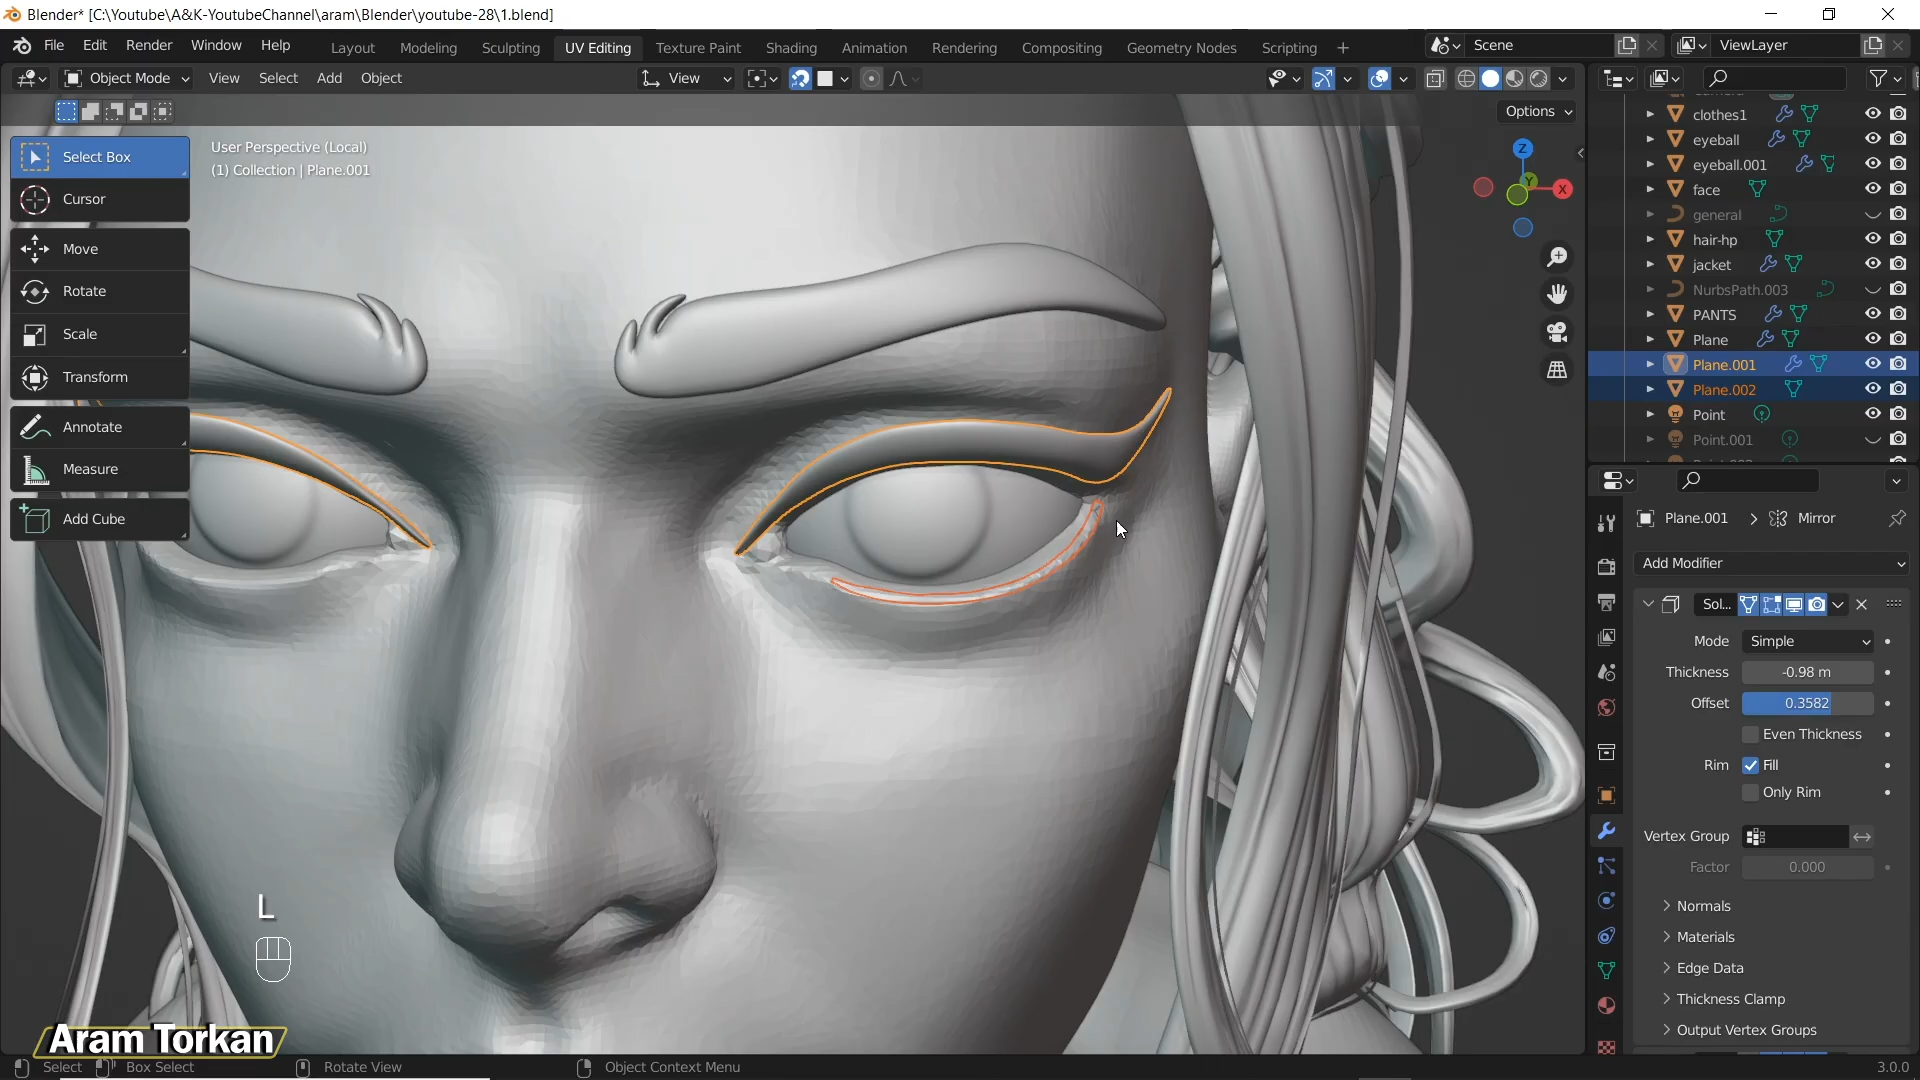 Blender* [C:\Youtube\A&K-YoutubeChannel\aram\Blender\youtube-28\1.blend]
File Edit Render Window Help Layout Modeling Sculpting UV Editing Texture Paint Shading Animation Rendering Compositing Geometry Nodes Scripting + Scene ViewLayer
Object Mode View Select Add Object View
Options
User Perspective (Local)
(1) Collection | Plane.001
Select Box
Cursor
Move
Rotate
Scale
Transform
Annotate
Measure
Add Cube
Z
Y
X
clothes1
eyeball
eyeball.001
face
general
hair-hp
jacket
NurbsPath.003
PANTS
Plane
Plane.001
Plane.002
Point
Point.001
Plane.001 > Mirror
Add Modifier
Sol...
Mode Simple
Thickness -0.98 m
Offset 0.3582
Even Thickness
Rim Fill
Only Rim
Vertex Group
Factor 0.000
Normals
Materials
Edge Data
Thickness Clamp
Output Vertex Groups
L
Aram Torkan
Select Box Select Rotate View Object Context Menu 3.0.0